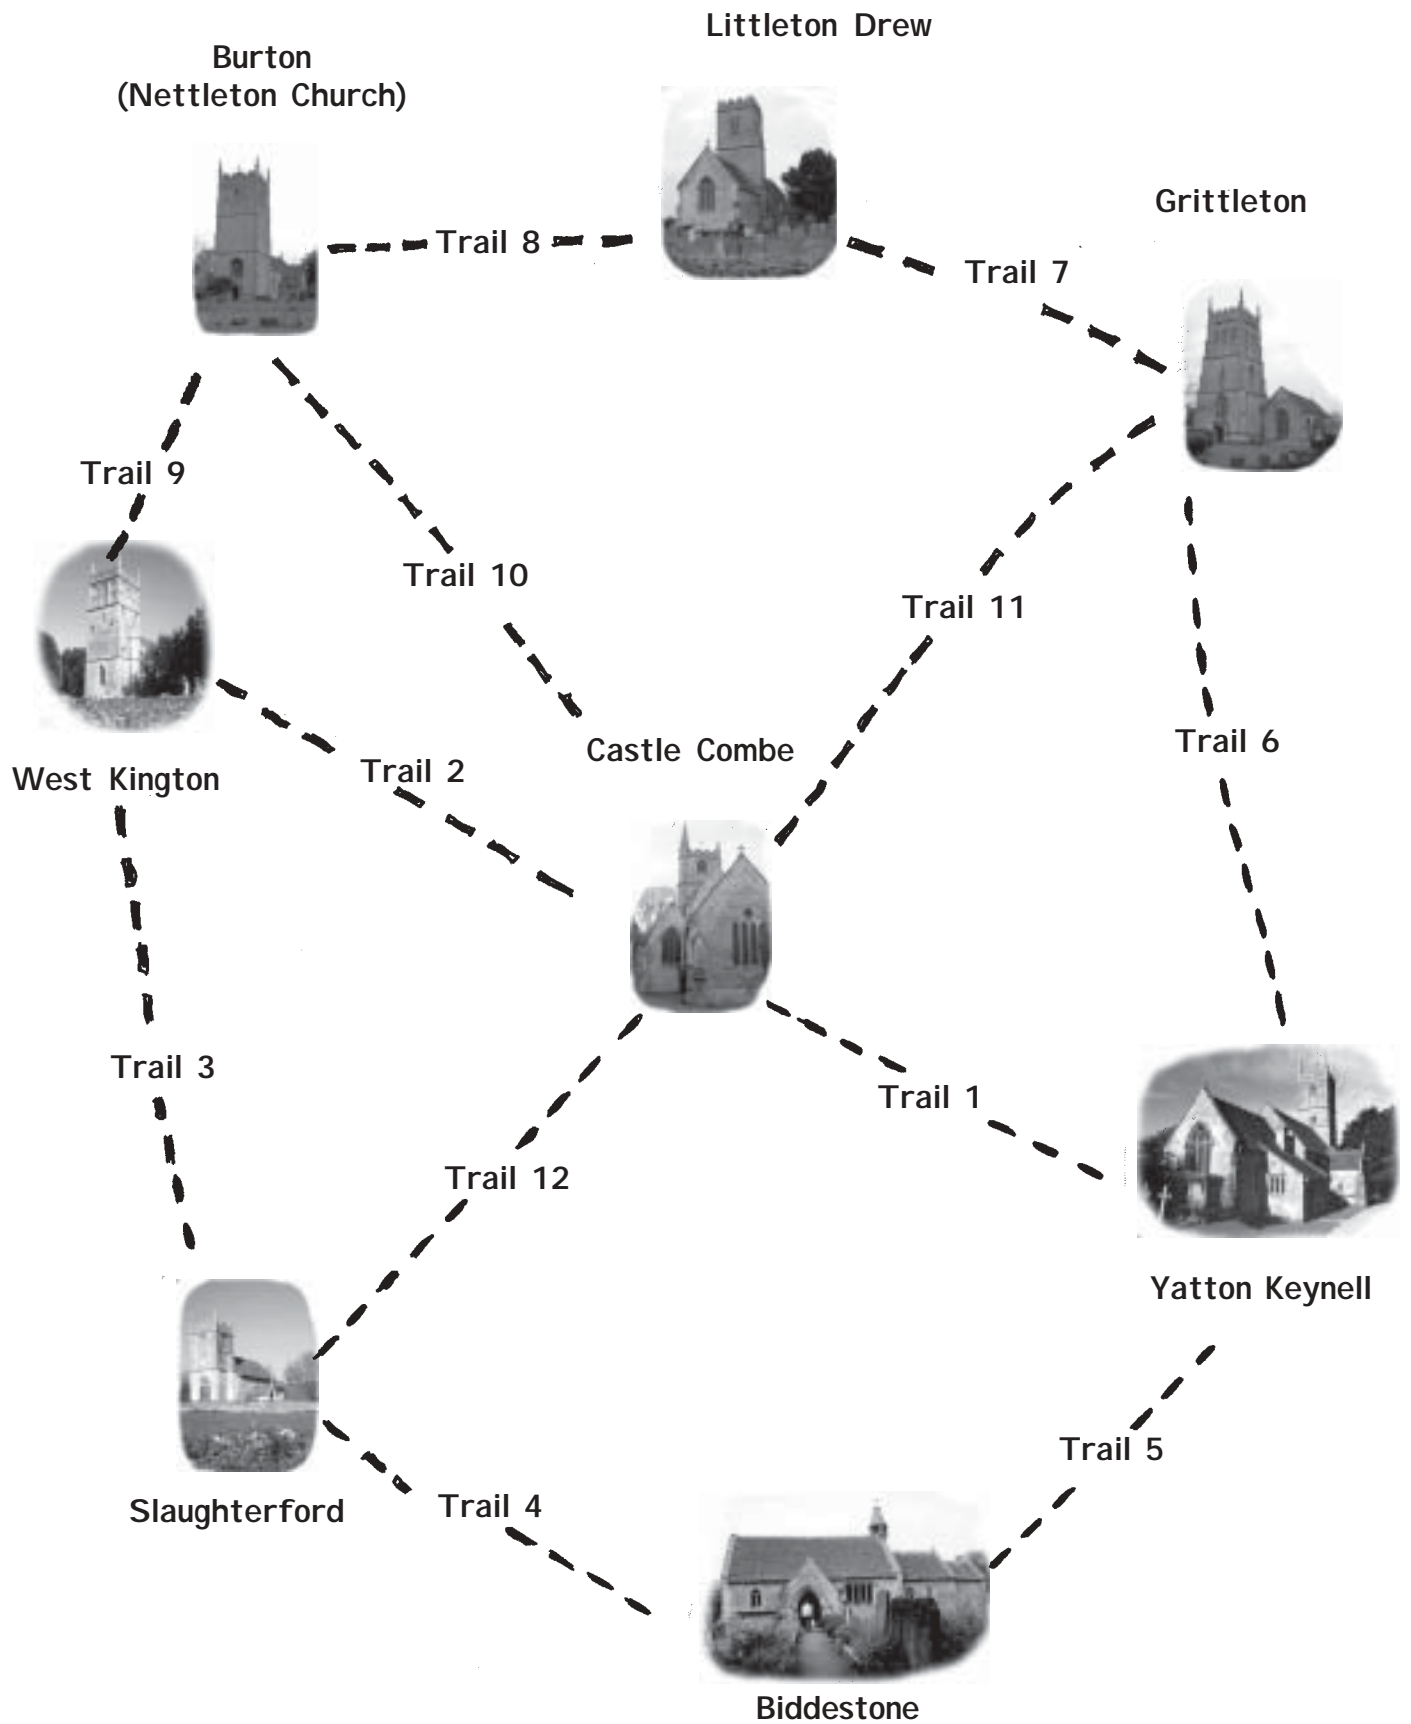 Littleton Drew
Burton
(Nettleton Church)
Grittleton
Trail 8
Trail 7
Trail 9
Trail 10
Trail 11
Trail 6
Castle Combe
Trail 2
West Kington
Trail 3
Trail 1
Trail 12
Yatton Keynell
Trail 5
Slaughterford
Trail 4
Biddestone